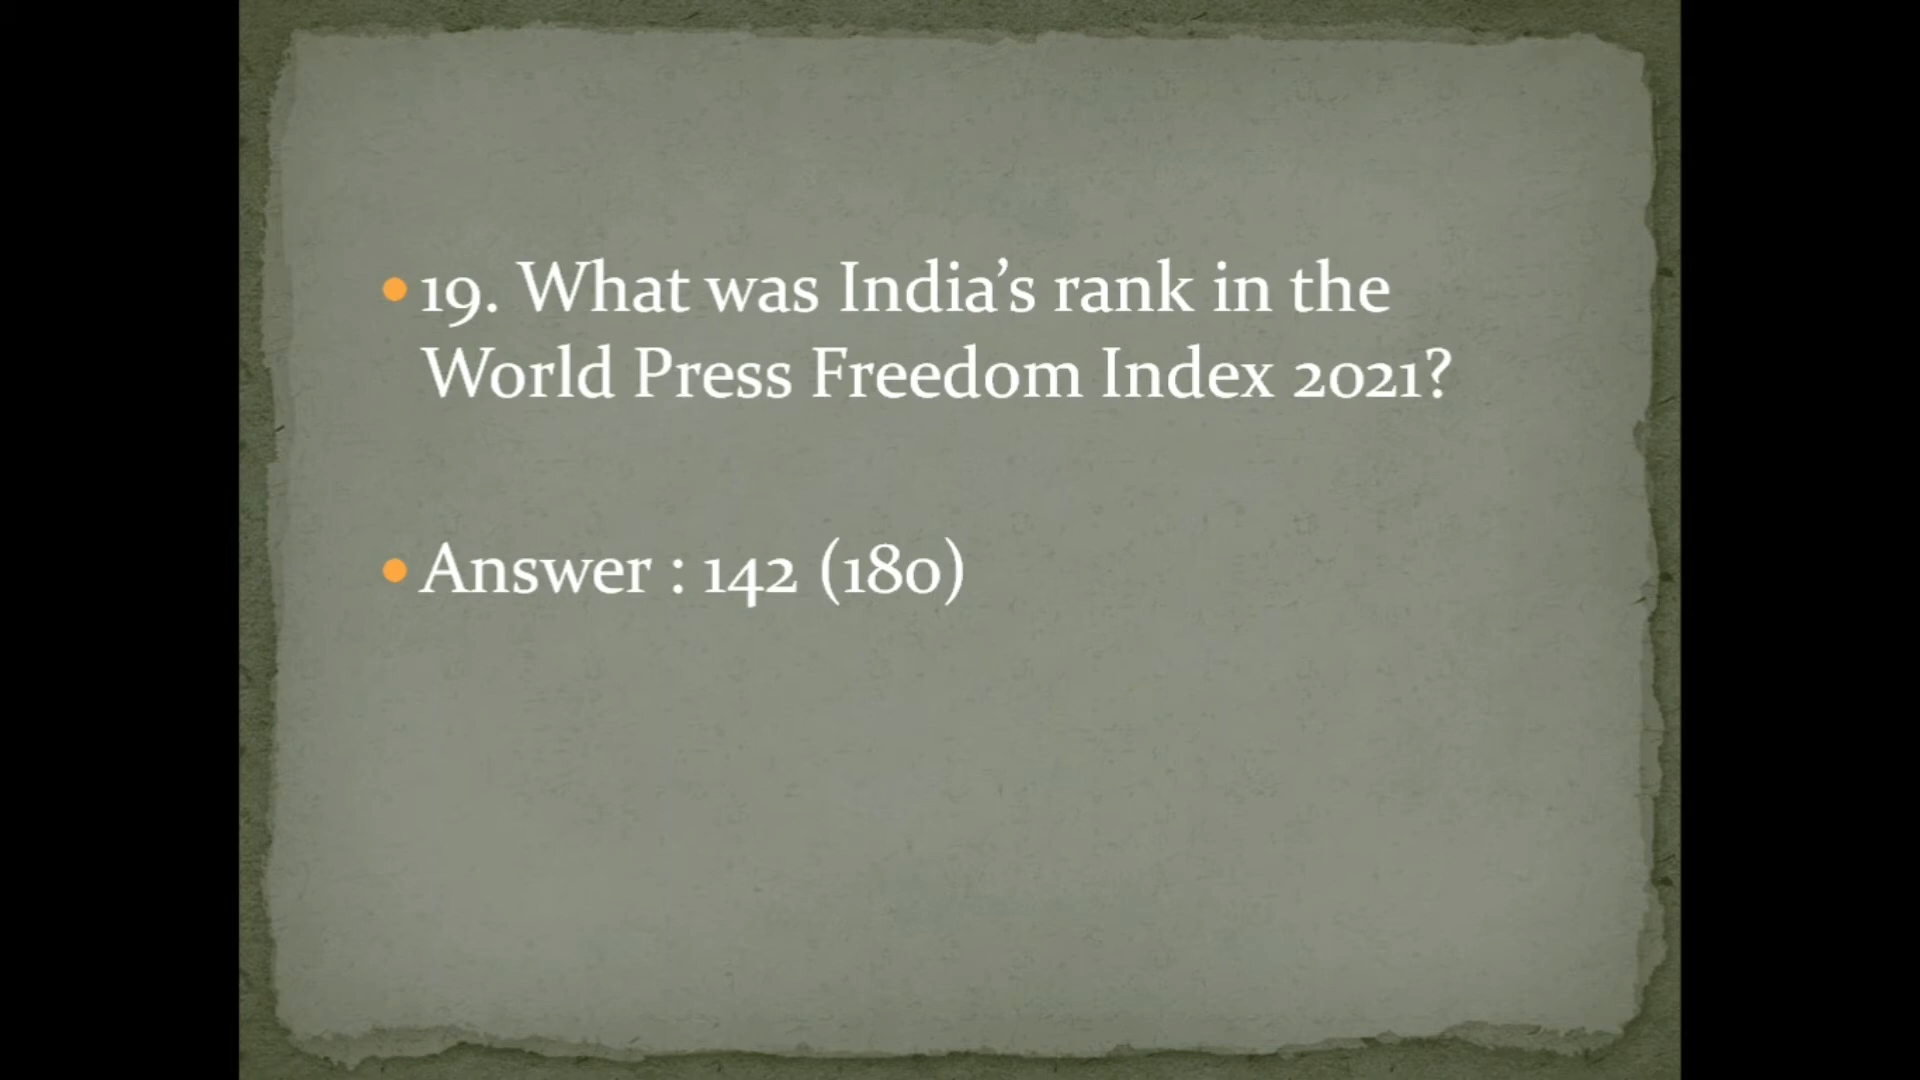 • 19. What was India’s rank in the
World Press Freedom Index 2021?
• Answer : 142 (180)